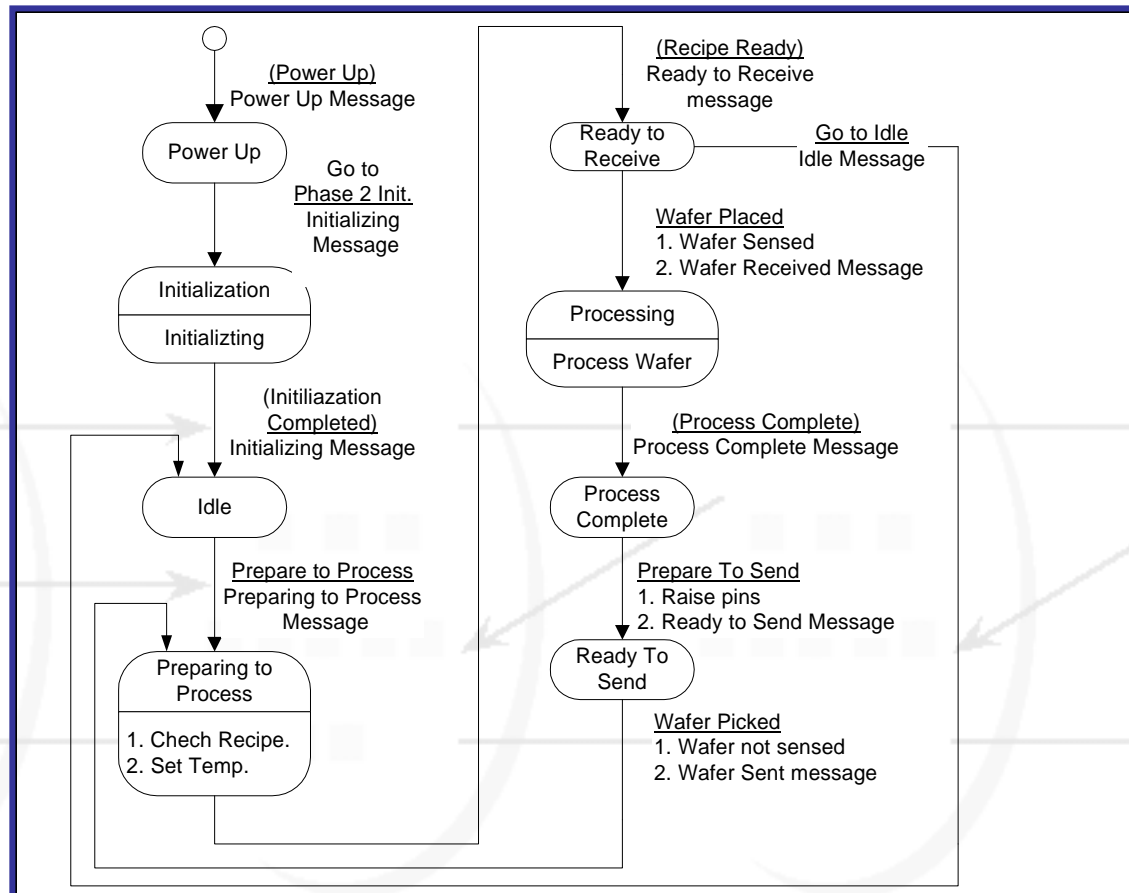 (Power Up)
Power Up Message
Power Up
Go to
Phase 2 Init.
Initializing
Message
Initialization
Initializting
(Initiliazation
Completed)
Initializing Message
Idle
Prepare to Process
Preparing to Process
Message
Preparing to
Process
1. Chech Recipe.
2. Set Temp.
(Recipe Ready)
Ready to Receive
message
Ready to
Receive
Go to Idle
Idle Message
Wafer Placed
1. Wafer Sensed
2. Wafer Received Message
Processing
Process Wafer
(Process Complete)
Process Complete Message
Process
Complete
Prepare To Send
1. Raise pins
2. Ready to Send Message
Ready To
Send
Wafer Picked
1. Wafer not sensed
2. Wafer Sent message